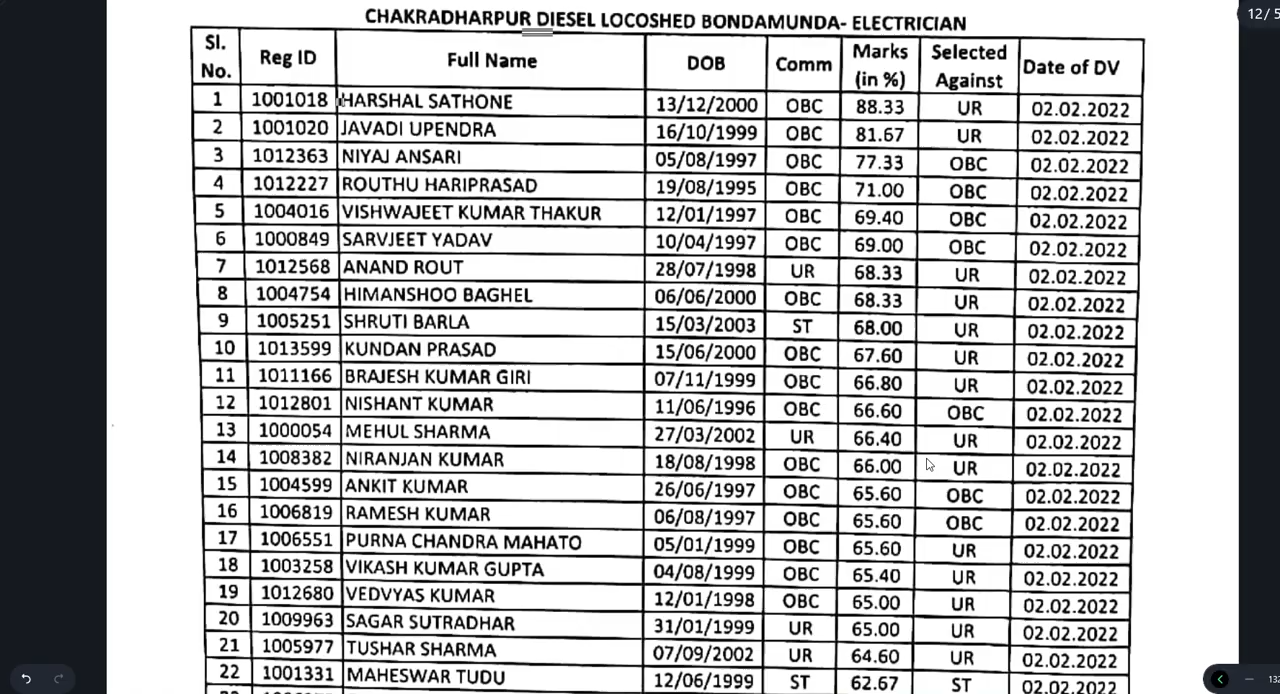 12/5
CHAKRADHARPUR DIESEL LOCOSHED BONDAMUNDA- ELECTRICIAN
Sl. No. Reg ID Full Name DOB Comm Marks (in %) Selected Against Date of DV
1 1001018 HARSHAL SATHONE 13/12/2000 OBC 88.33 UR 02.02.2022
2 1001020 JAVADI UPENDRA 16/10/1999 OBC 81.67 UR 02.02.2022
3 1012363 NIYAJ ANSARI 05/08/1997 OBC 77.33 OBC 02.02.2022
4 1012227 ROUTHU HARIPRASAD 19/08/1995 OBC 71.00 OBC 02.02.2022
5 1004016 VISHWAJEET KUMAR THAKUR 12/01/1997 OBC 69.40 OBC 02.02.2022
6 1000849 SARVJEET YADAV 10/04/1997 OBC 69.00 OBC 02.02.2022
7 1012568 ANAND ROUT 28/07/1998 UR 68.33 UR 02.02.2022
8 1004754 HIMANSHOO BAGHEL 06/06/2000 OBC 68.33 UR 02.02.2022
9 1005251 SHRUTI BARLA 15/03/2003 ST 68.00 UR 02.02.2022
10 1013599 KUNDAN PRASAD 15/06/2000 OBC 67.60 UR 02.02.2022
11 1011166 BRAJESH KUMAR GIRI 07/11/1999 OBC 66.80 UR 02.02.2022
12 1012801 NISHANT KUMAR 11/06/1996 OBC 66.60 OBC 02.02.2022
13 1000054 MEHUL SHARMA 27/03/2002 UR 66.40 UR 02.02.2022
14 1008382 NIRANJAN KUMAR 18/08/1998 OBC 66.00 UR 02.02.2022
15 1004599 ANKIT KUMAR 26/06/1997 OBC 65.60 OBC 02.02.2022
16 1006819 RAMESH KUMAR 06/08/1997 OBC 65.60 OBC 02.02.2022
17 1006551 PURNA CHANDRA MAHATO 05/01/1999 OBC 65.60 UR 02.02.2022
18 1003258 VIKASH KUMAR GUPTA 04/08/1999 OBC 65.40 UR 02.02.2022
19 1012680 VEDVYAS KUMAR 12/01/1998 OBC 65.00 UR 02.02.2022
20 1009963 SAGAR SUTRADHAR 31/01/1999 UR 65.00 UR 02.02.2022
21 1005977 TUSHAR SHARMA 07/09/2002 UR 64.60 UR 02.02.2022
22 1001331 MAHESWAR TUDU 12/06/1999 ST 62.67 ST 02.02.2022